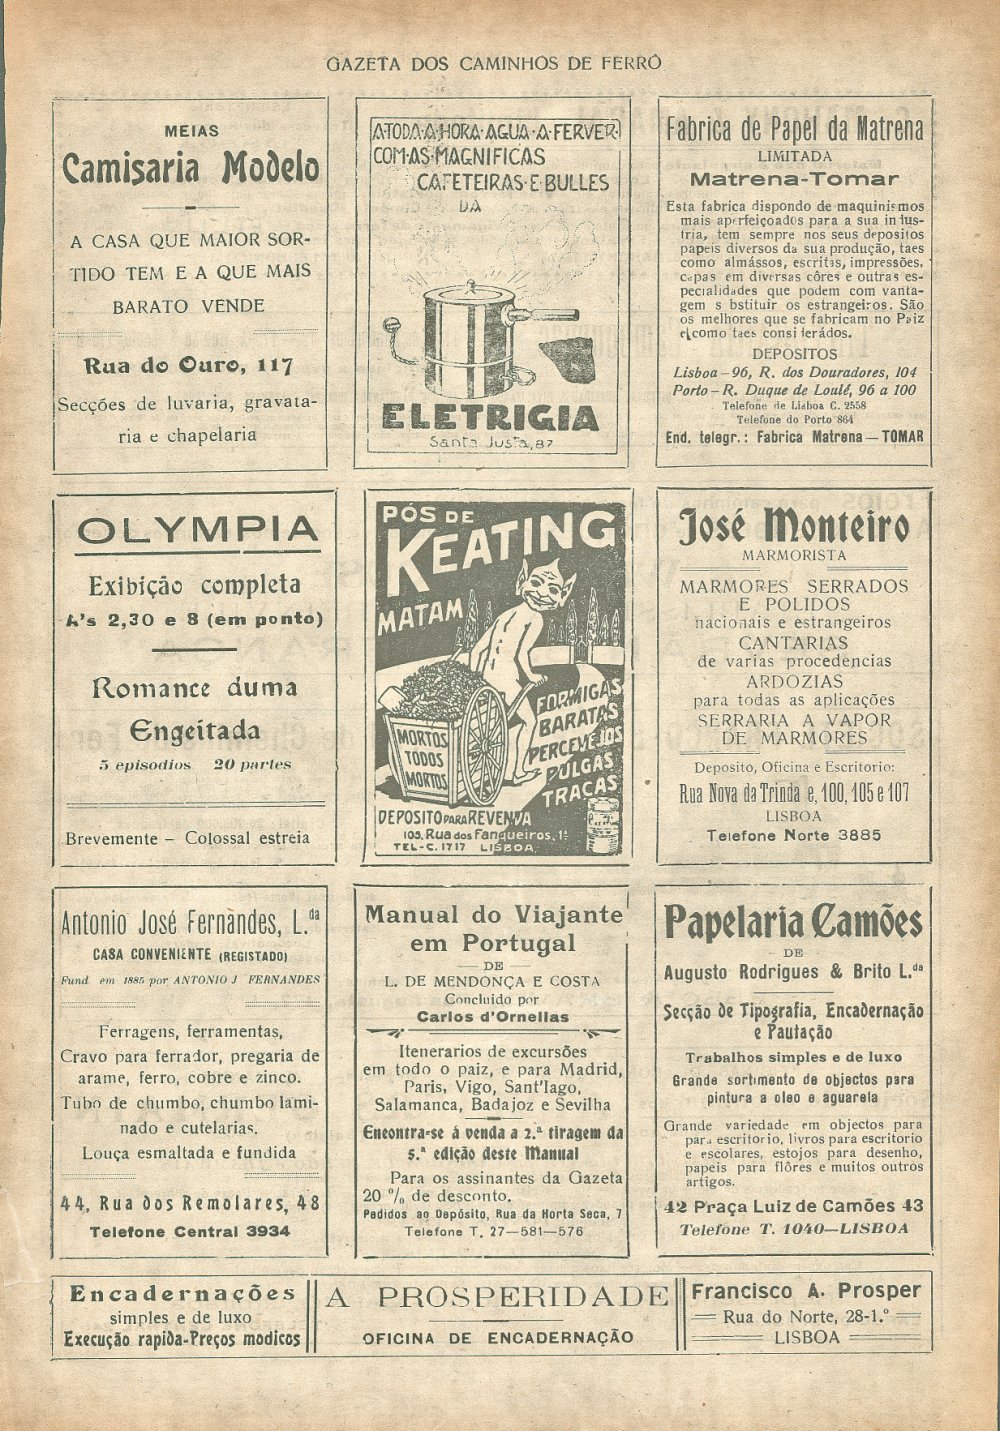 GAZETA DOS CAMINHOS DE FERRO
MEIAS
Camisaria Modelo
A CASA QUE MAIOR SOR-
TIDO TEM E A QUE MAIS
BARATO VENDE
Rua do Ouro, 117
Secções de luvaria, gravata-
ria e chapelaria
A·TODA·A·HORA·AGUA·A·FERVER·
COM·AS·MAGNIFICAS
CAFETEIRAS·E·BULLES
DA
ELETRIGIA
Santa Justa, 87
Fabrica de Papel da Matrena
LIMITADA
Matrena-Tomar
Esta fabrica dispondo de maquinismos
mais aperfeiçoados para a sua in lus-
tria, tem sempre nos seus depositos
papeis diversos da sua produção, taes
como almássos, escritas, impressões,
capas em diversas côres e outras es-
pecialidades que podem com vanta-
gem s bstituir os estrangeiros. São
os melhores que se fabricam no Paiz
e como taes consi lerádos.
DEPÓSITOS
Lisboa—96, R. dos Douradores, 104
Porto—R. Duque de Loulé, 96 a 100
Telefone de Lisboa C. 2558
Telefone do Porto 864
End. telegr.: Fabrica Matrena—TOMAR
OLYMPIA
Exibição completa
A's 2,30 e 8 (em ponto)
Romance duma
Engeitada
5 episodios 20 partes
Brevemente — Colossal estreia
PÓS DE
KEATING
MATAM
FORMIGAS
BARATAS
PERCEVEJOS
PULGAS
TRAÇAS
MORTOS
TODOS
MORTOS
DEPOSITO PARA REVENDA
103, Rua dos Fanqueiros, 1º
TEL-C. 1717 LISBOA
José Monteiro
MARMORISTA
MARMORES SERRADOS
E POLIDOS
nacionais e estrangeiros
CANTARIAS
de varias procedencias
ARDOZIAS
para todas as aplicações
SERRARIA A VAPOR
DE MARMORES
Deposito, Oficina e Escritorio:
Rua Nova da Trinda e, 100, 105 e 107
LISBOA
Telefone Norte 3885
Antonio José Fernàndes, L.da
CASA CONVENIENTE (REGISTADO)
Fund em 1885 por ANTONIO J FERNANDES
Ferragens, ferramentas,
Cravo para ferrador, pregaria de
arame, ferro, cobre e zinco.
Tubo de chumbo, chumbo lami-
nado e cutelarias.
Louça esmaltada e fundida
44, Rua dos Remolares, 48
Telefone Central 3934
Manual do Viajante
em Portugal
— DE —
L. DE MENDONÇA E COSTA
Concluido por
Carlos d'Ornellas
Itenerarios de excursões
em todo o paiz, e para Madrid,
Paris, Vigo, Sant'Iago,
Salamanca, Badajoz e Sevilha
Encontra-se á venda a 2.ª tiragem da
5.ª edição deste Manual
Para os assinantes da Gazeta
20 % de desconto.
Pedidos ao Depósito, Rua da Horta Seca, 7
Telefone T. 27—581—576
Papelaria Camões
DE
Augusto Rodrigues & Brito L.da
Secção de Tipografia, Encadernação
e Pautação
Trabalhos simples e de luxo
Grande sortimento de objectos para
pintura a oleo e aguarela
Grande variedade em objectos para
para escritorio, livros para escritorio
e escolares, estojos para desenho,
papeis para flôres e muitos outros
artigos.
42 Praça Luiz de Camões 43
Telefone T. 1040—LISBOA
Encadernações
simples e de luxo
Execução rapida-Preços modicos
A PROSPERIDADE
OFICINA DE ENCADERNAÇÃO
Francisco A. Prosper
Rua do Norte, 28-1.º
LISBOA